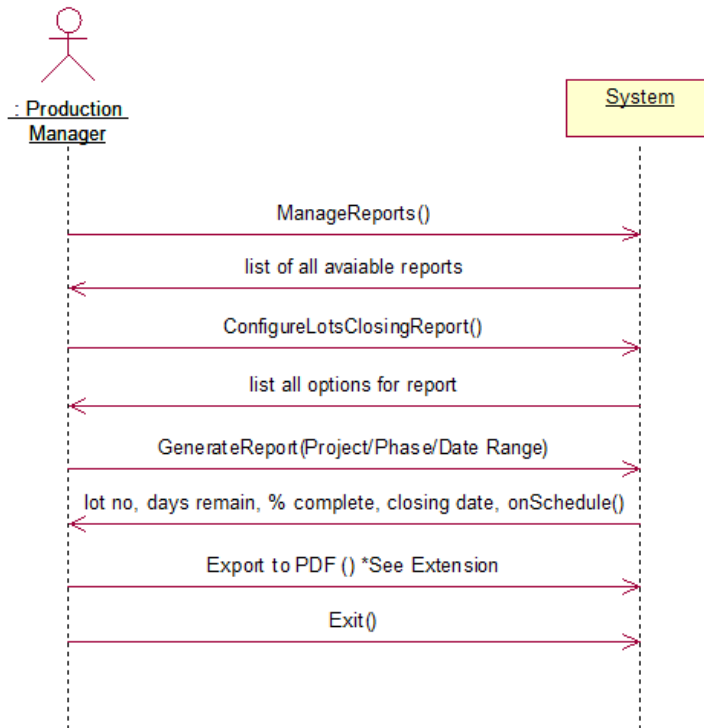 : Production
Manager
System
ManageReports()
list of all avaiable reports
ConfigureLotsClosingReport()
list all options for report
GenerateReport(Project/Phase/Date Range)
lot no, days remain, % complete, closing date, onSchedule()
Export to PDF () *See Extension
Exit()